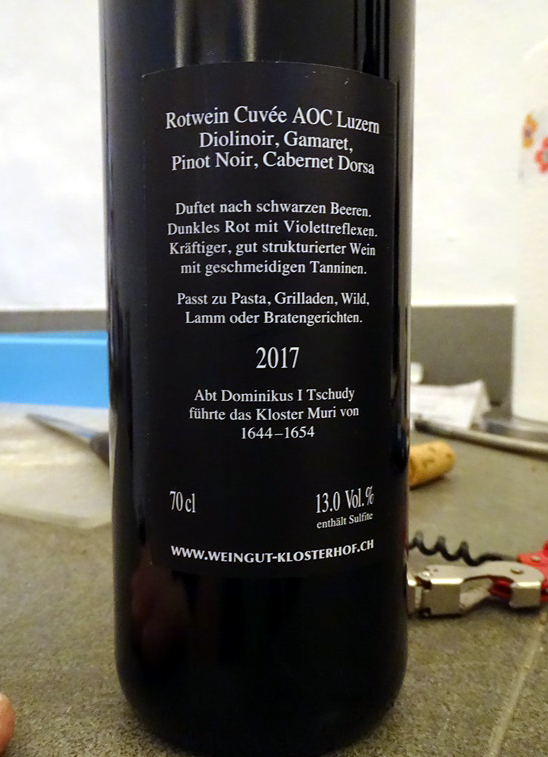 Rotwein Cuvée AOC Luzern
Diolinoir, Gamaret,
Pinot Noir, Cabernet Dorsa
Duftet nach schwarzen Beeren.
Dunkles Rot mit Violettreflexen.
Kräftiger, gut strukturierter Wein
mit geschmeidigen Tanninen.
Passt zu Pasta, Grilladen, Wild,
Lamm oder Bratengerichten.
2017
Abt Dominikus I Tschudy
führte das Kloster Muri von
1644–1654
70 cl
13.0 Vol.%
enthält Sulfite
WWW.WEINGUT-KLOSTERHOF.CH